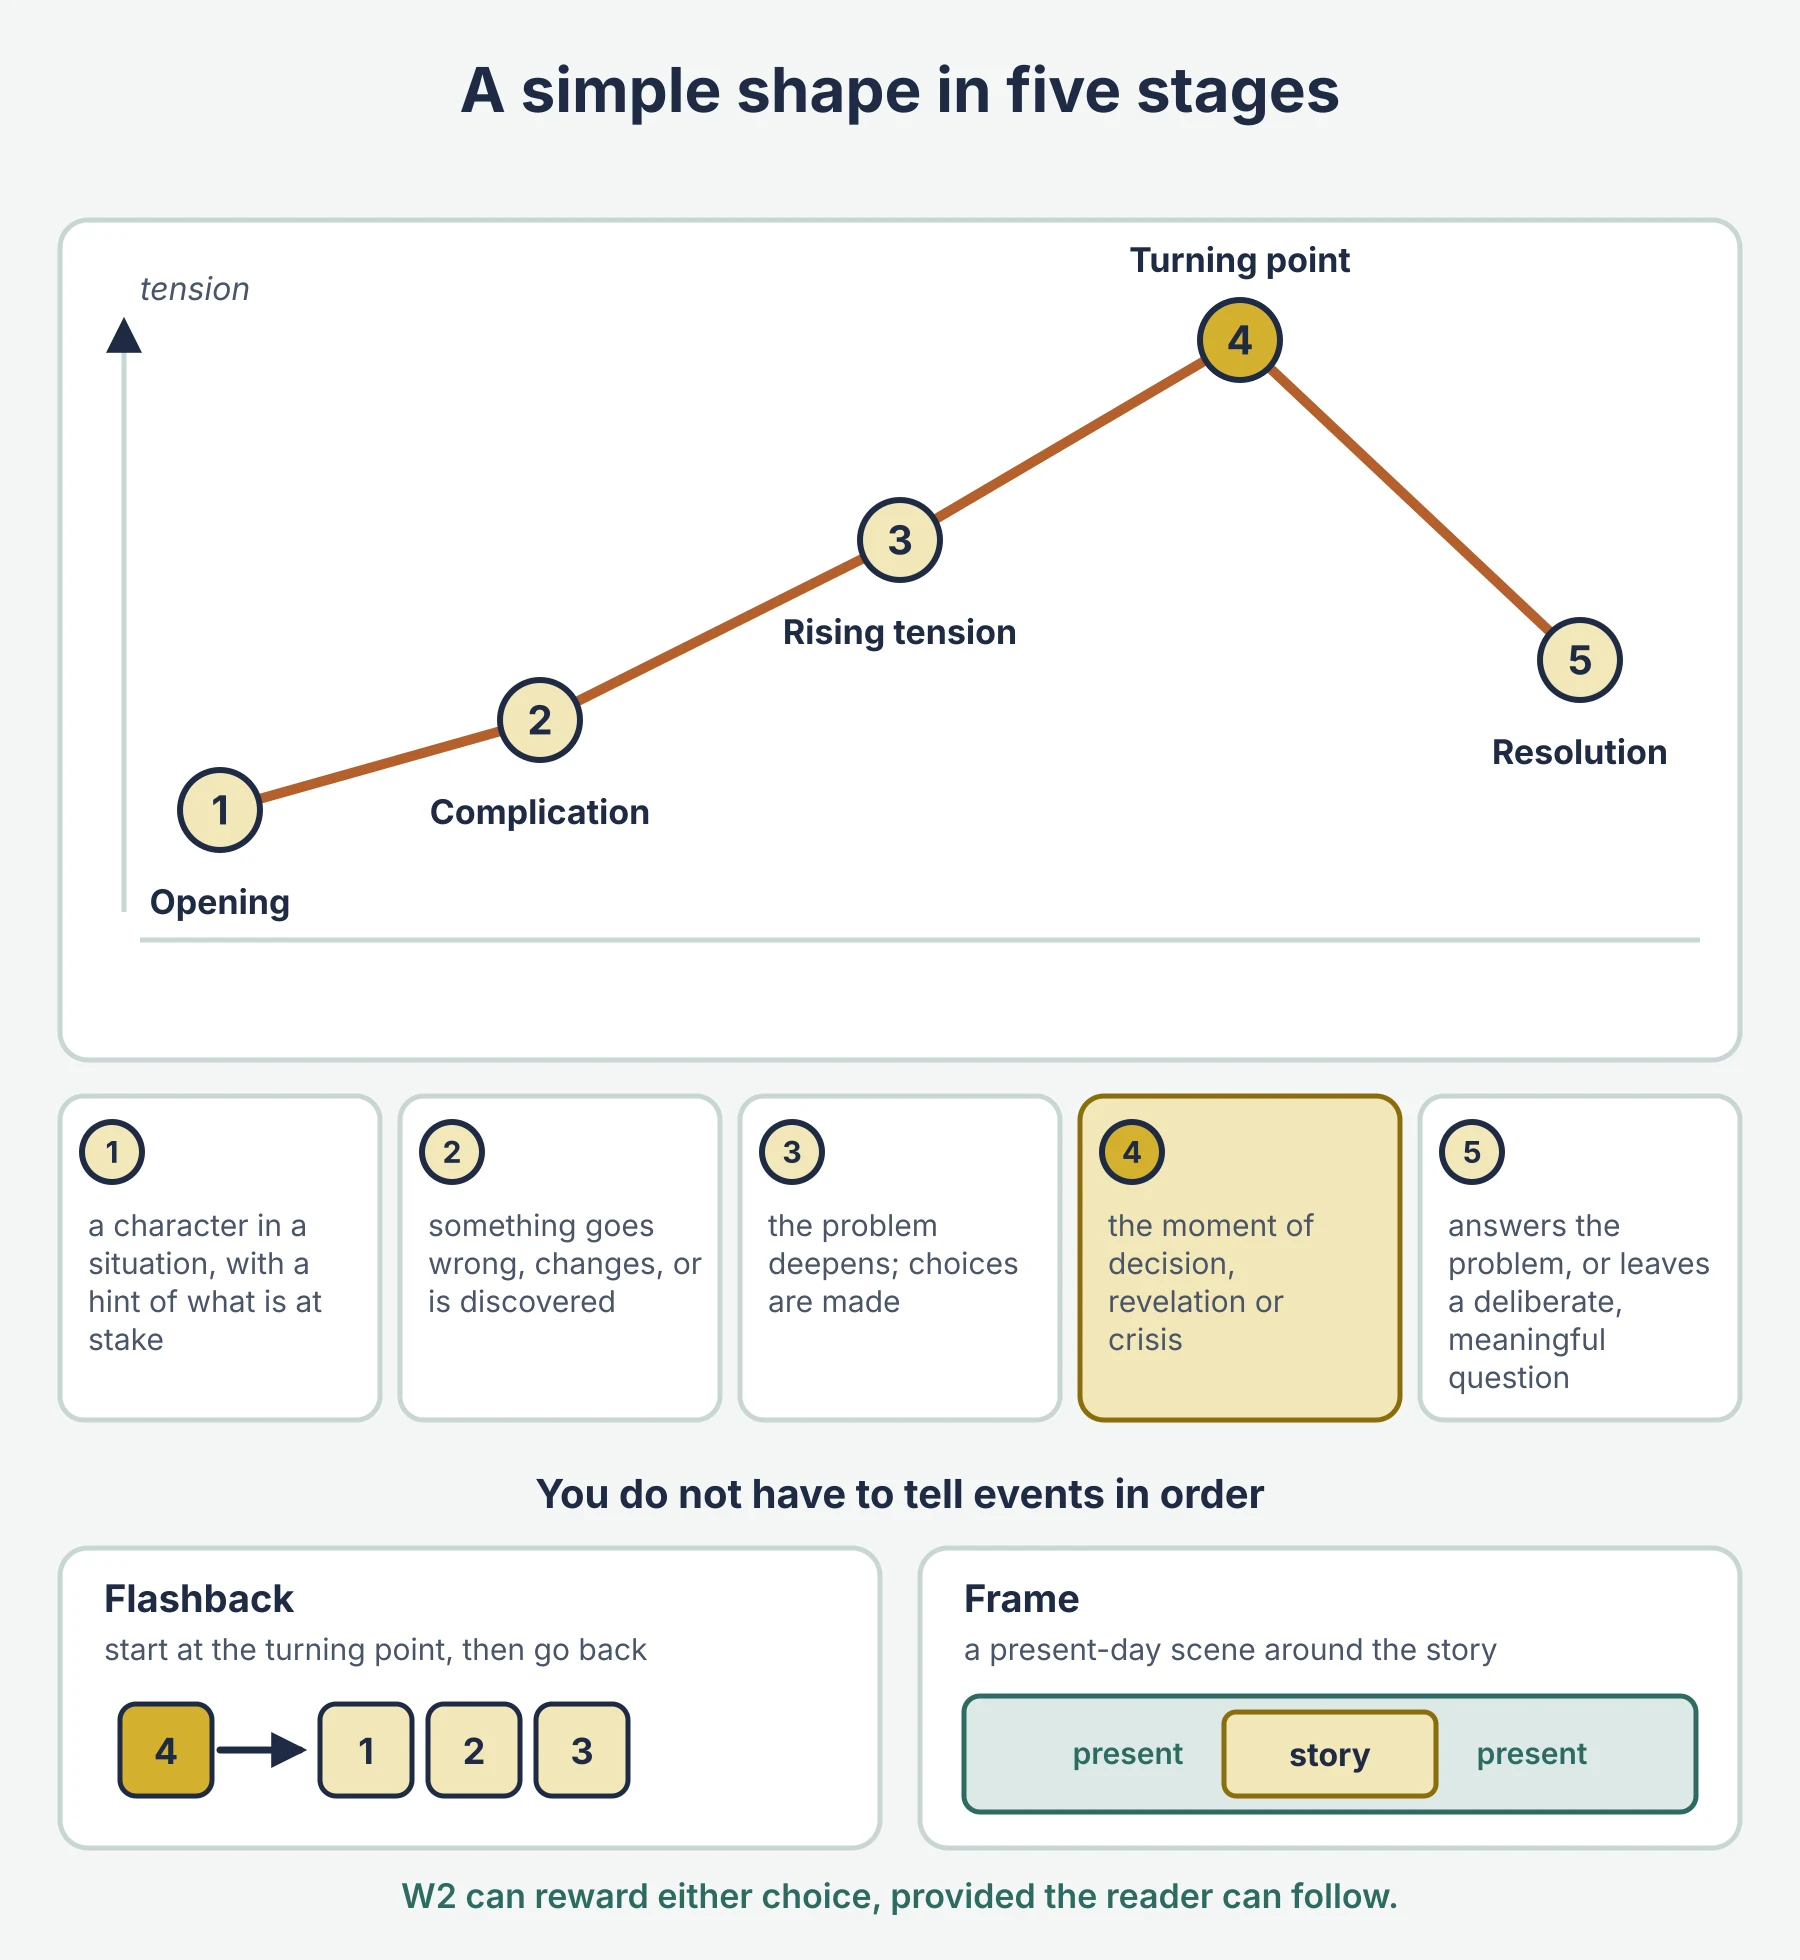 A simple shape in five stages
tension
Turning point
4
3
Rising tension
5
Resolution
2
Complication
1
Opening
1
a character in a
situation, with a
hint of what is at
stake
2
something goes
wrong, changes, or
is discovered
3
the problem
deepens; choices
are made
4
the moment of
decision,
revelation or
crisis
5
answers the
problem, or leaves
a deliberate,
meaningful
question
You do not have to tell events in order
Flashback
start at the turning point, then go back
4
1
2
3
Frame
a present-day scene around the story
present
story
present
W2 can reward either choice, provided the reader can follow.